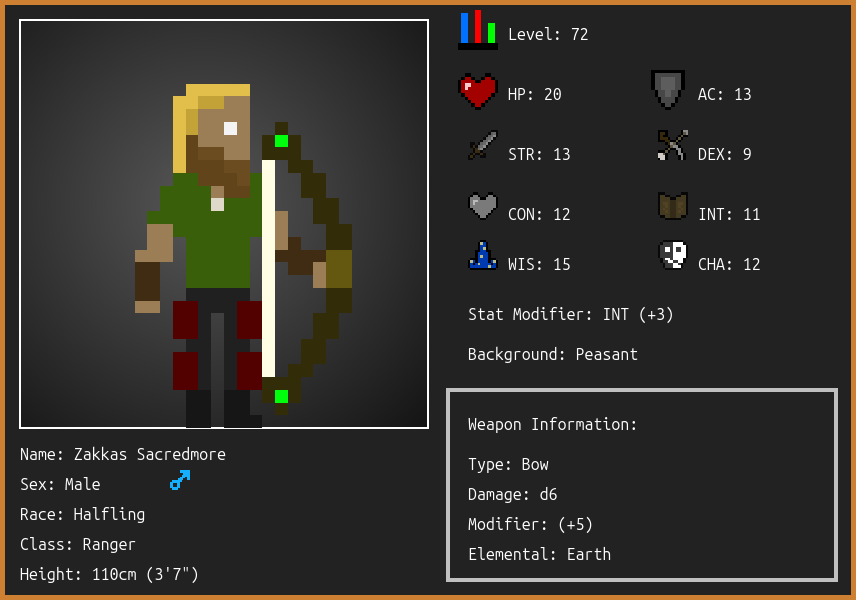 Level: 72
HP: 20
AC: 13
STR: 13
DEX: 9
CON: 12
INT: 11
WIS: 15
CHA: 12
Stat Modifier: INT (+3)
Background: Peasant
Weapon Information:
Type: Bow
Damage: d6
Modifier: (+5)
Elemental: Earth
Name: Zakkas Sacredmore
Sex: Male
Race: Halfling
Class: Ranger
Height: 110cm (3'7")